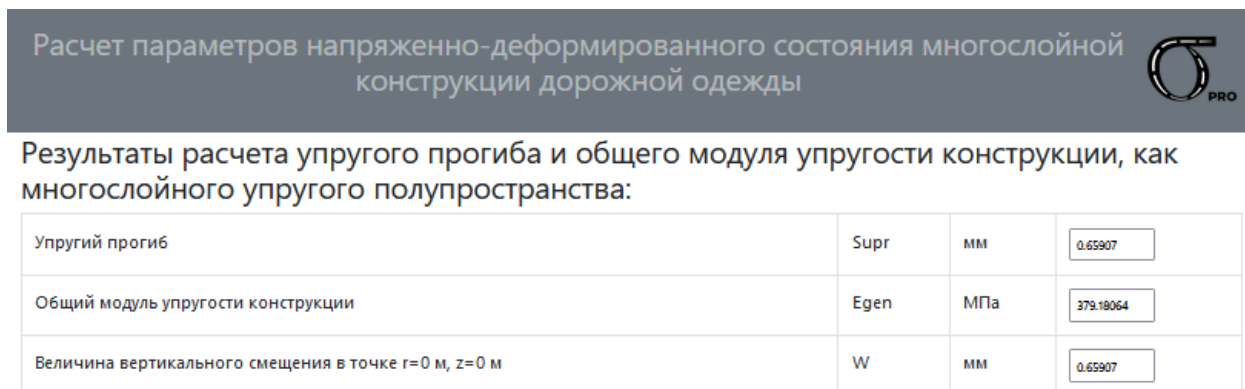 Расчет параметров напряженно-деформированного состояния многослойной
конструкции дорожной одежды
PRO
Результаты расчета упругого прогиба и общего модуля упругости конструкции, как
многослойного упругого полупространства:
Упругий прогиб Supr мм 0.65907
Общий модуль упругости конструкции Egen МПа 379.18064
Величина вертикального смещения в точке r=0 м, z=0 м W мм 0.65907